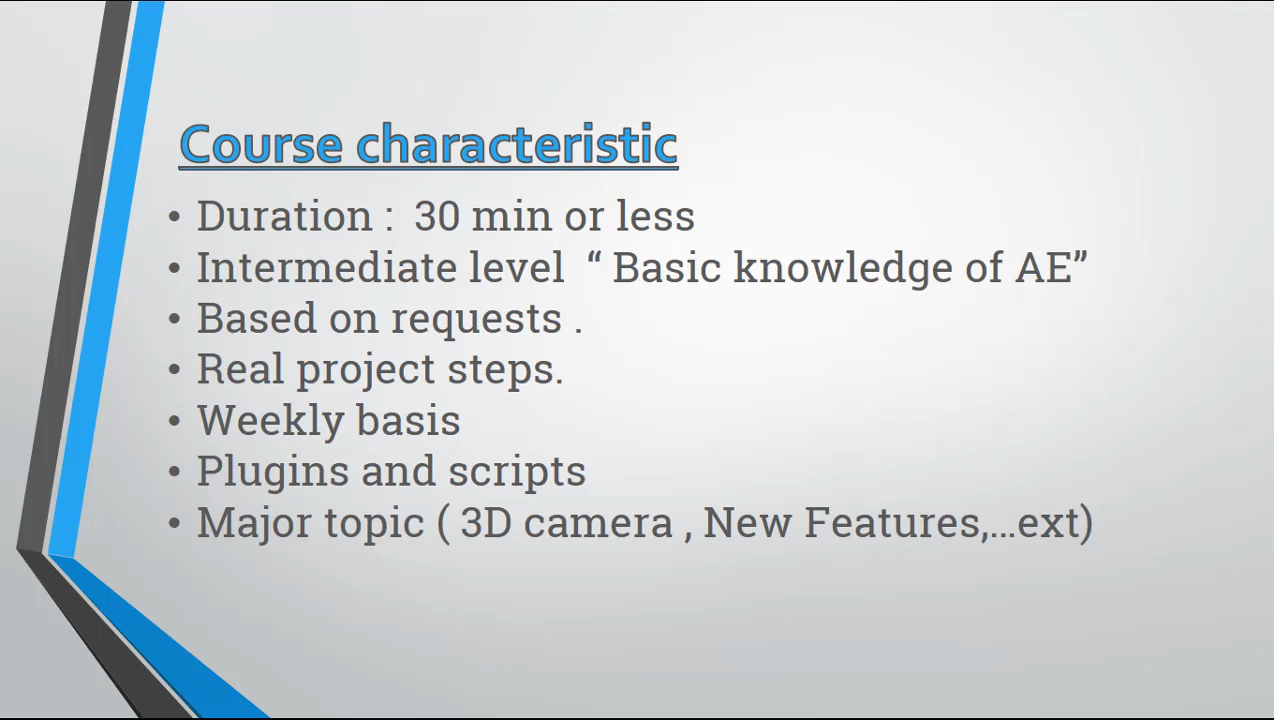 Course characteristic
• Duration :  30 min or less
• Intermediate level  “ Basic knowledge of AE”
• Based on requests .
• Real project steps.
• Weekly basis
• Plugins and scripts
• Major topic ( 3D camera , New Features,...ext)